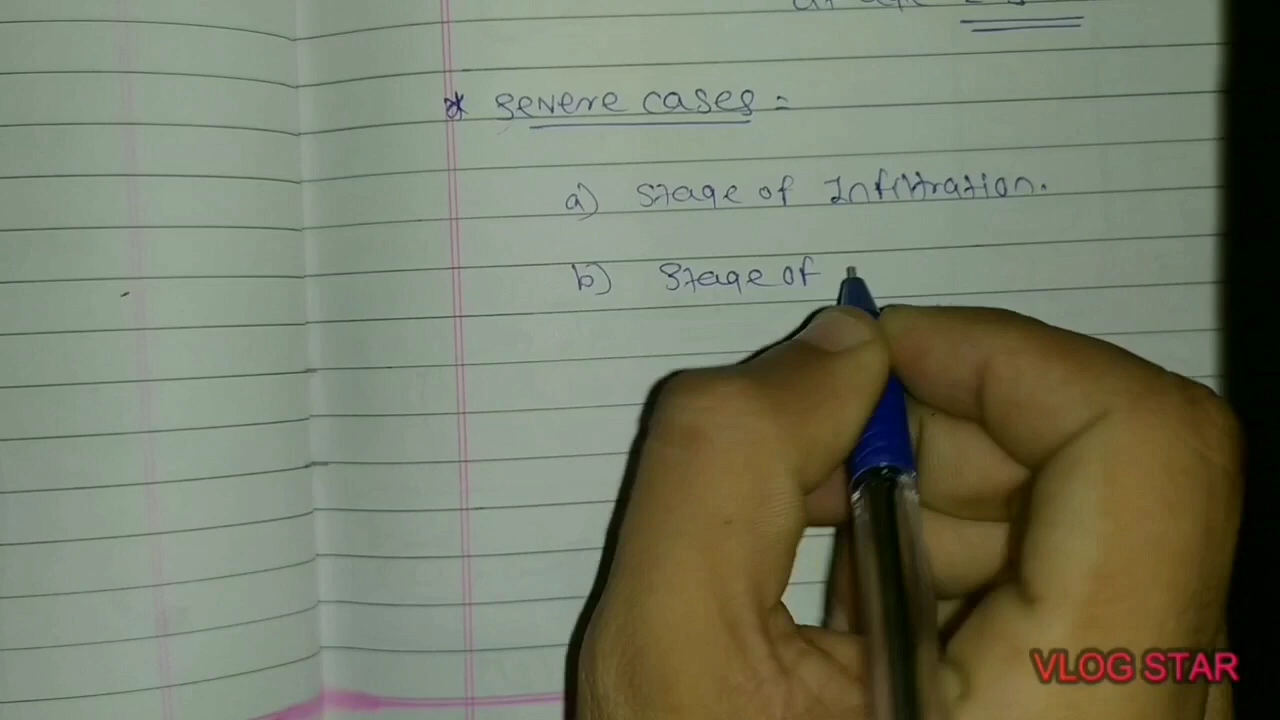 * Severe cases =
a) Stage of Infiltration.
b) Stage of
VLOG STAR